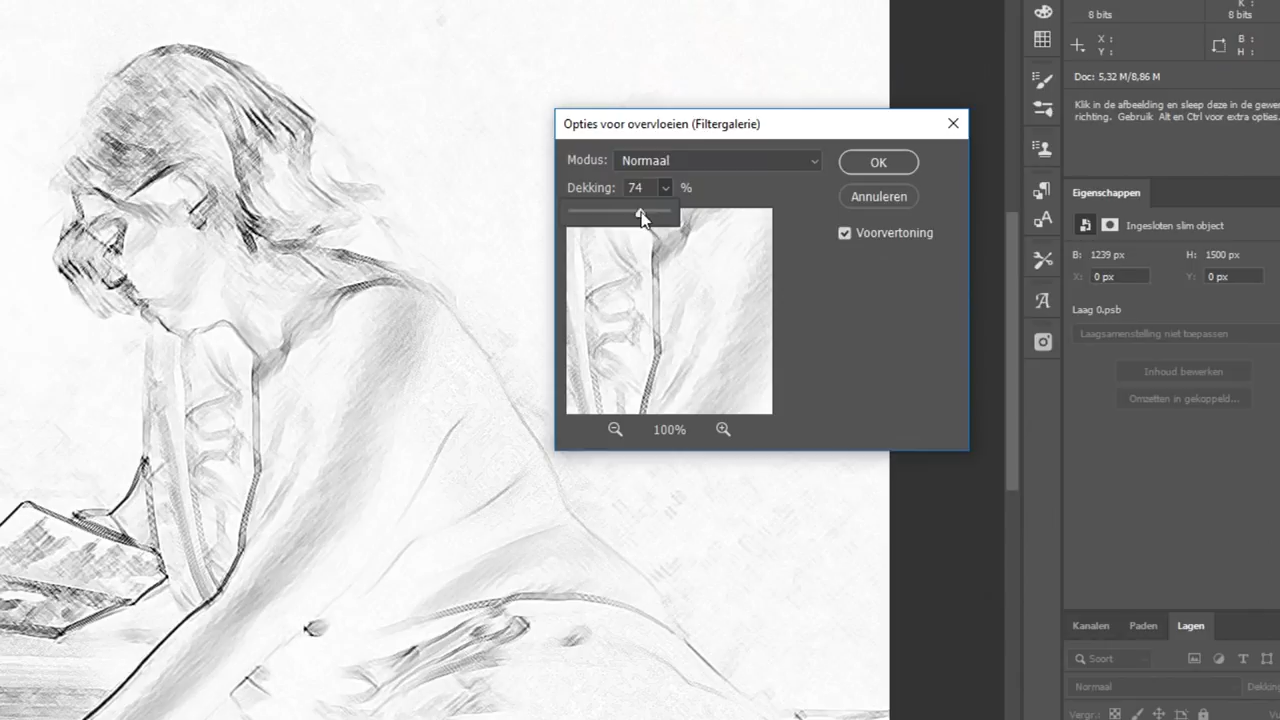 Opties voor overvloeien (Filtergalerie)
Modus: Normaal
OK
Dekking: 74 %
Annuleren
Voorvertoning
100%
K :
8 bits
8 bits
X :
Y :
B :
H :
Doc: 5,32 M/8,86 M
Klik in de afbeelding en sleep deze in de gewe
richting. Gebruik Alt en Ctrl voor extra opties.
Eigenschappen
Ingesloten slim object
B: 1239 px
H: 1500 px
X: 0 px
Y: 0 px
Laag 0.psb
Laagsamenstelling niet toepassen
Inhoud bewerken
Omzetten in gekoppeld...
Kanalen
Paden
Lagen
Soort
Normaal
Dekkin
Vergr.: